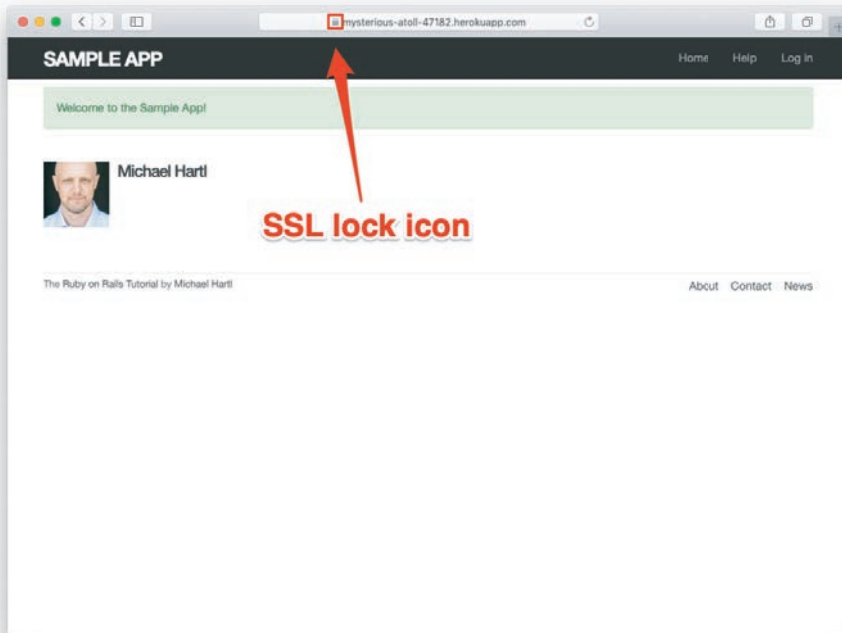 mysterious-atoll-47182.herokuapp.com
SAMPLE APP
Home Help Log in
Welcome to the Sample App!
Michael Hartl
SSL lock icon
The Ruby on Rails Tutorial by Michael Hartl
About Contact News